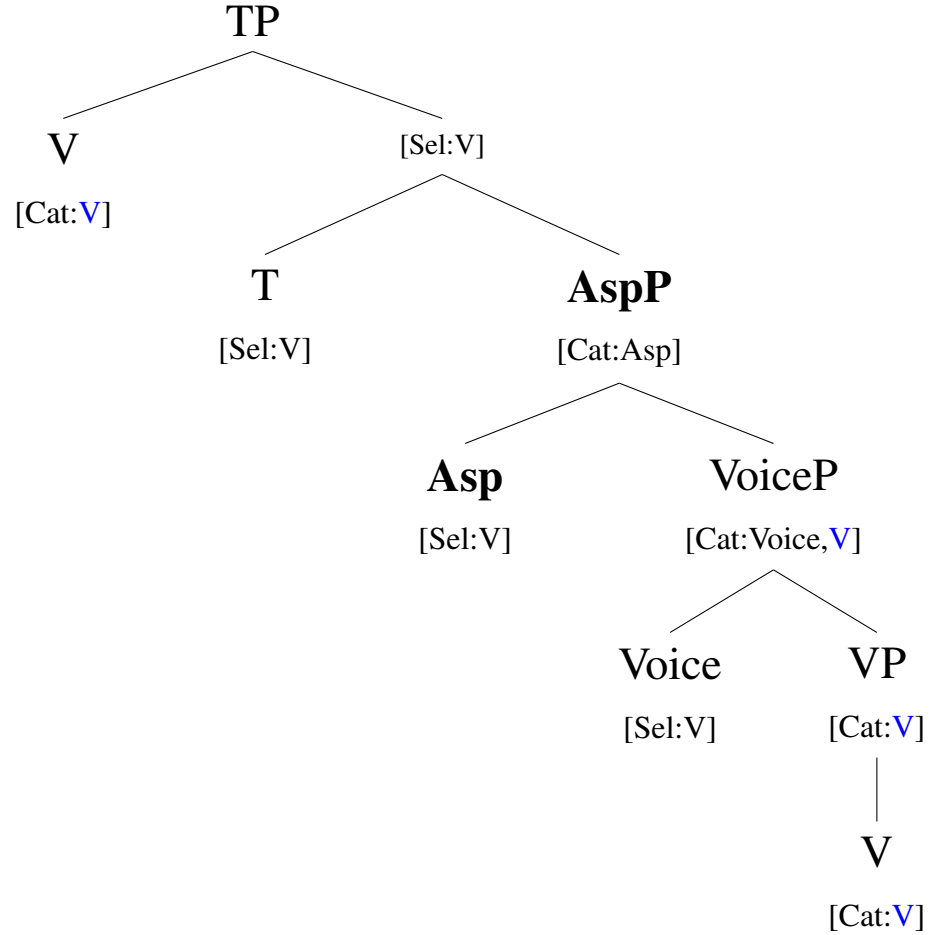 TP
V [Sel:V]
[Cat:V]
T AspP
[Sel:V] [Cat:Asp]
Asp VoiceP
[Sel:V] [Cat:Voice,V]
Voice VP
[Sel:V] [Cat:V]
V
[Cat:V]